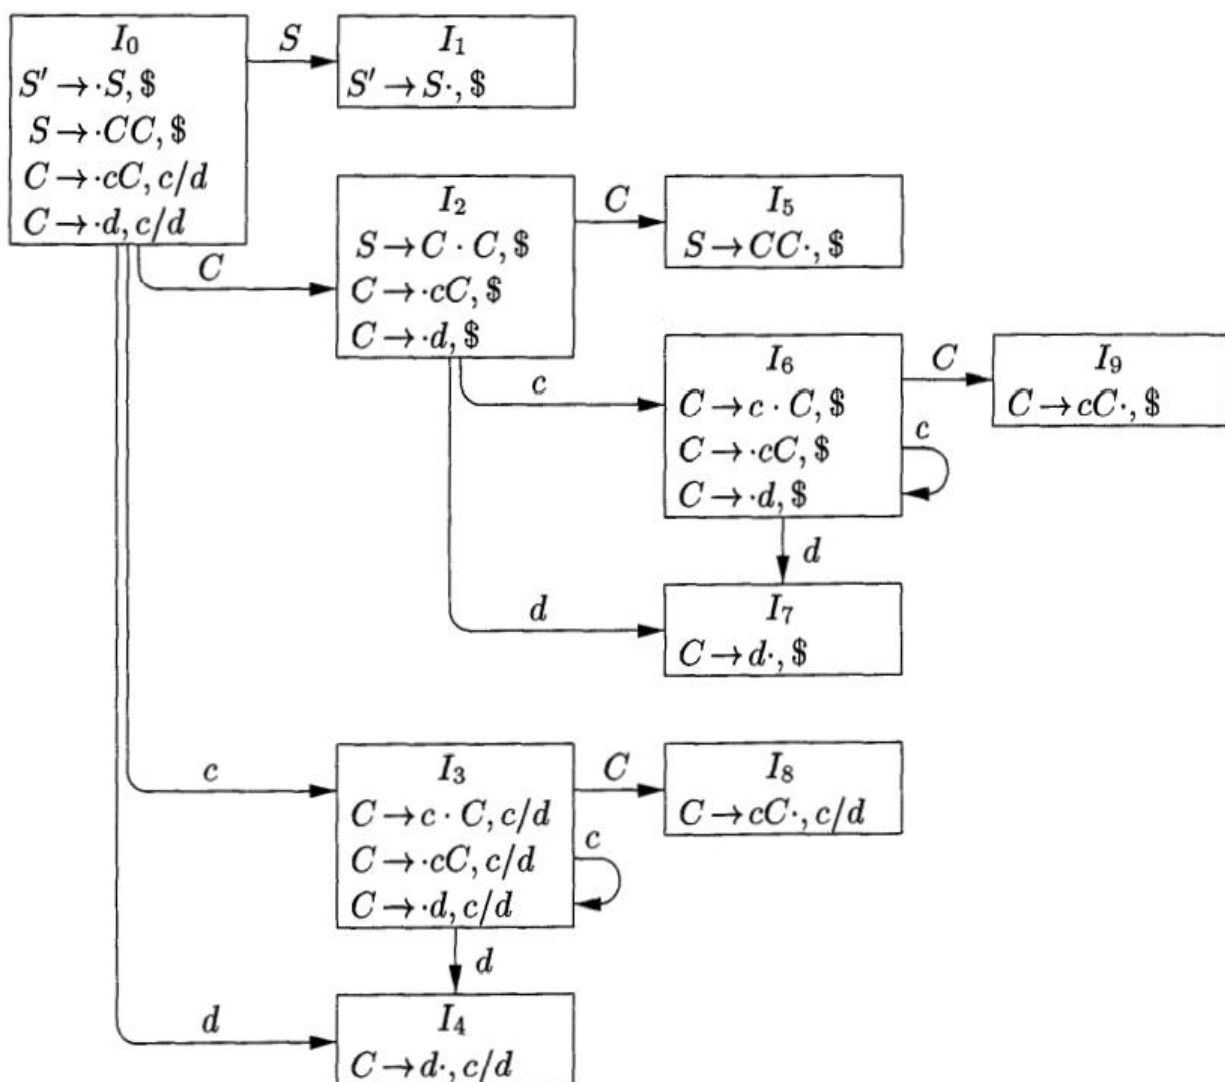 I₀
S' → ·S, $
S → ·CC, $
C → ·cC, c/d
C → ·d, c/d
S
I₁
S' → S·, $
C
I₂
S → C · C, $
C → ·cC, $
C → ·d, $
C
I₅
S → CC·, $
c
I₆
C → c · C, $
C → ·cC, $
C → ·d, $
C
I₉
C → cC·, $
c
d
d
I₇
C → d·, $
c
I₃
C → c · C, c/d
C → ·cC, c/d
C → ·d, c/d
C
I₈
C → cC·, c/d
c
d
d
I₄
C → d·, c/d